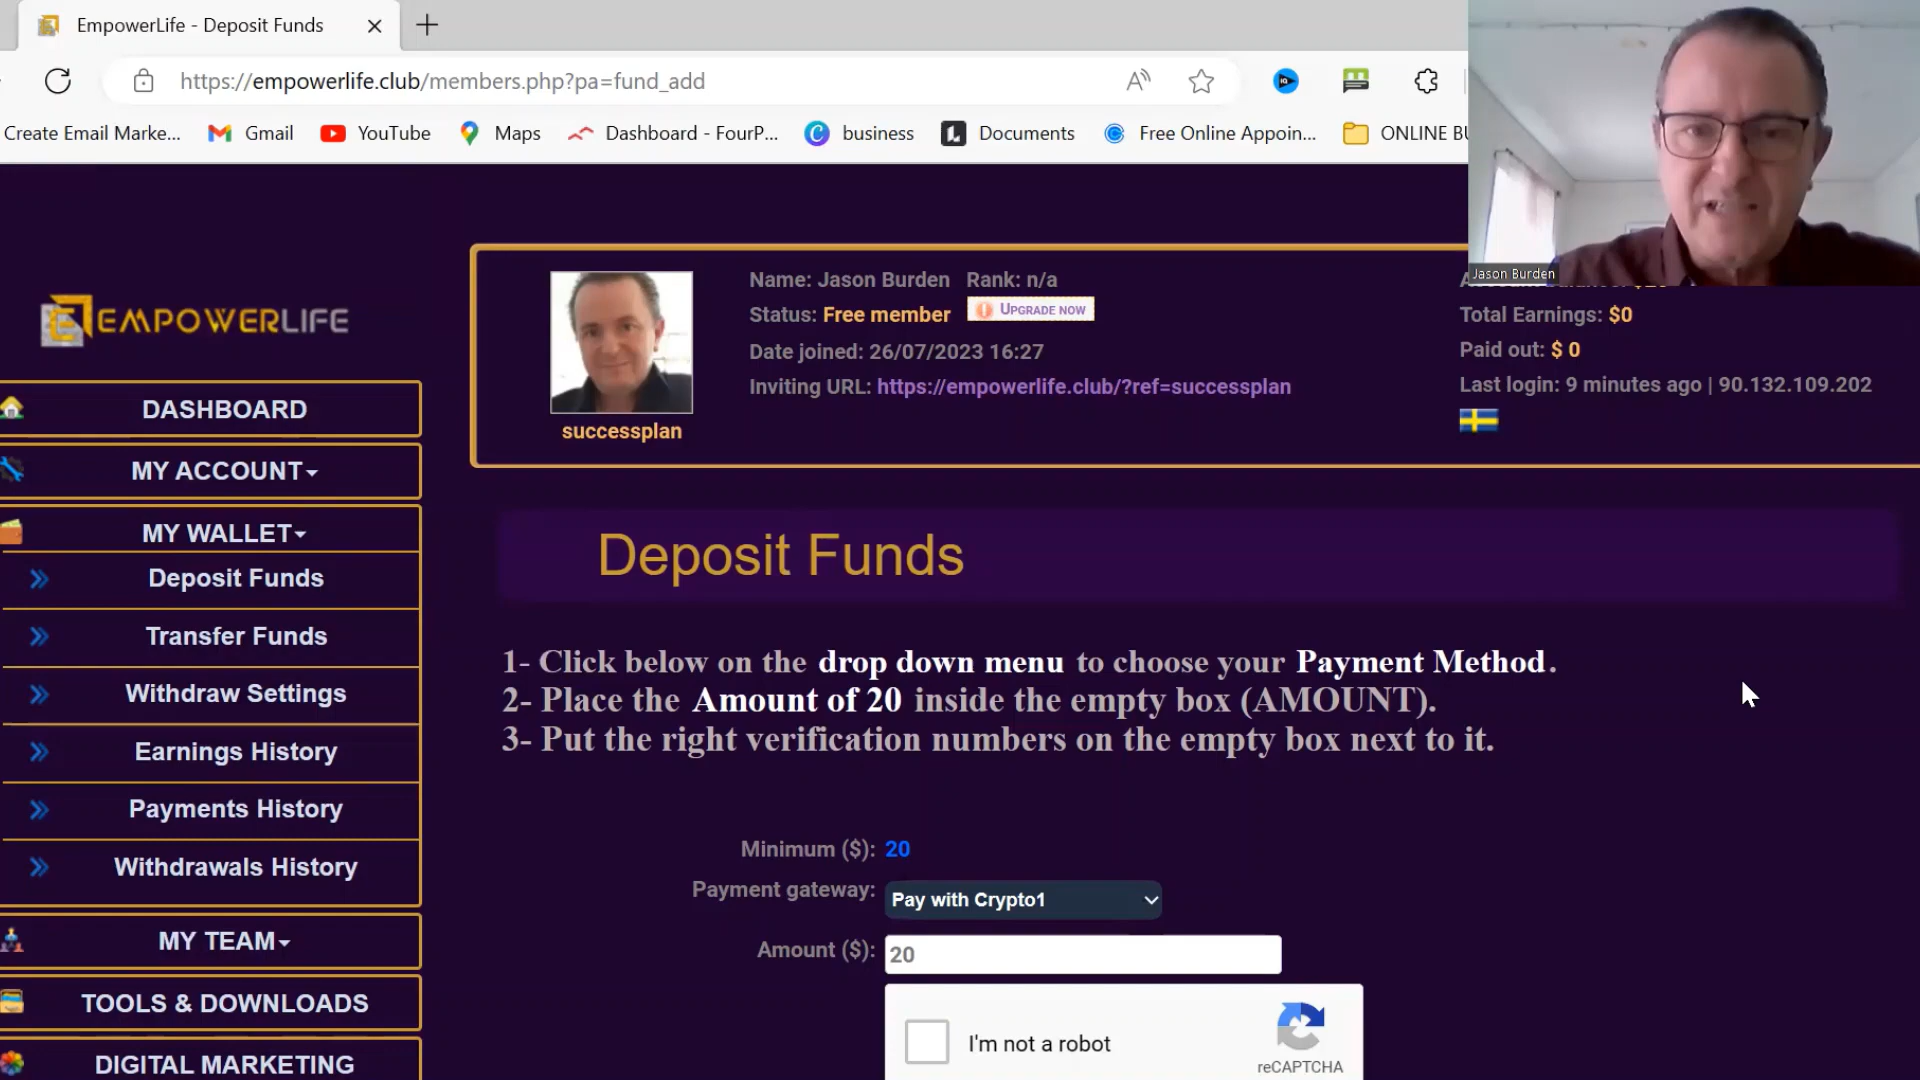 EmpowerLife - Deposit Funds
https://empowerlife.club/members.php?pa=fund_add
Create Email Marke... Gmail YouTube Maps Dashboard - FourP... business Documents Free Online Appoin... ONLINE BU
Jason Burden
EMPOWERLIFE
Name: Jason Burden Rank: n/a
Status: Free member UPGRADE NOW
Date joined: 26/07/2023 16:27
Inviting URL: https://empowerlife.club/?ref=successplan
successplan
Total Earnings: $0
Paid out: $ 0
Last login: 9 minutes ago | 90.132.109.202
DASHBOARD
MY ACCOUNT
MY WALLET
Deposit Funds
Transfer Funds
Withdraw Settings
Earnings History
Payments History
Withdrawals History
MY TEAM
TOOLS & DOWNLOADS
DIGITAL MARKETING
Deposit Funds
1- Click below on the drop down menu to choose your Payment Method.
2- Place the Amount of 20 inside the empty box (AMOUNT).
3- Put the right verification numbers on the empty box next to it.
Minimum ($): 20
Payment gateway: Pay with Crypto1
Amount ($): 20
I'm not a robot
reCAPTCHA